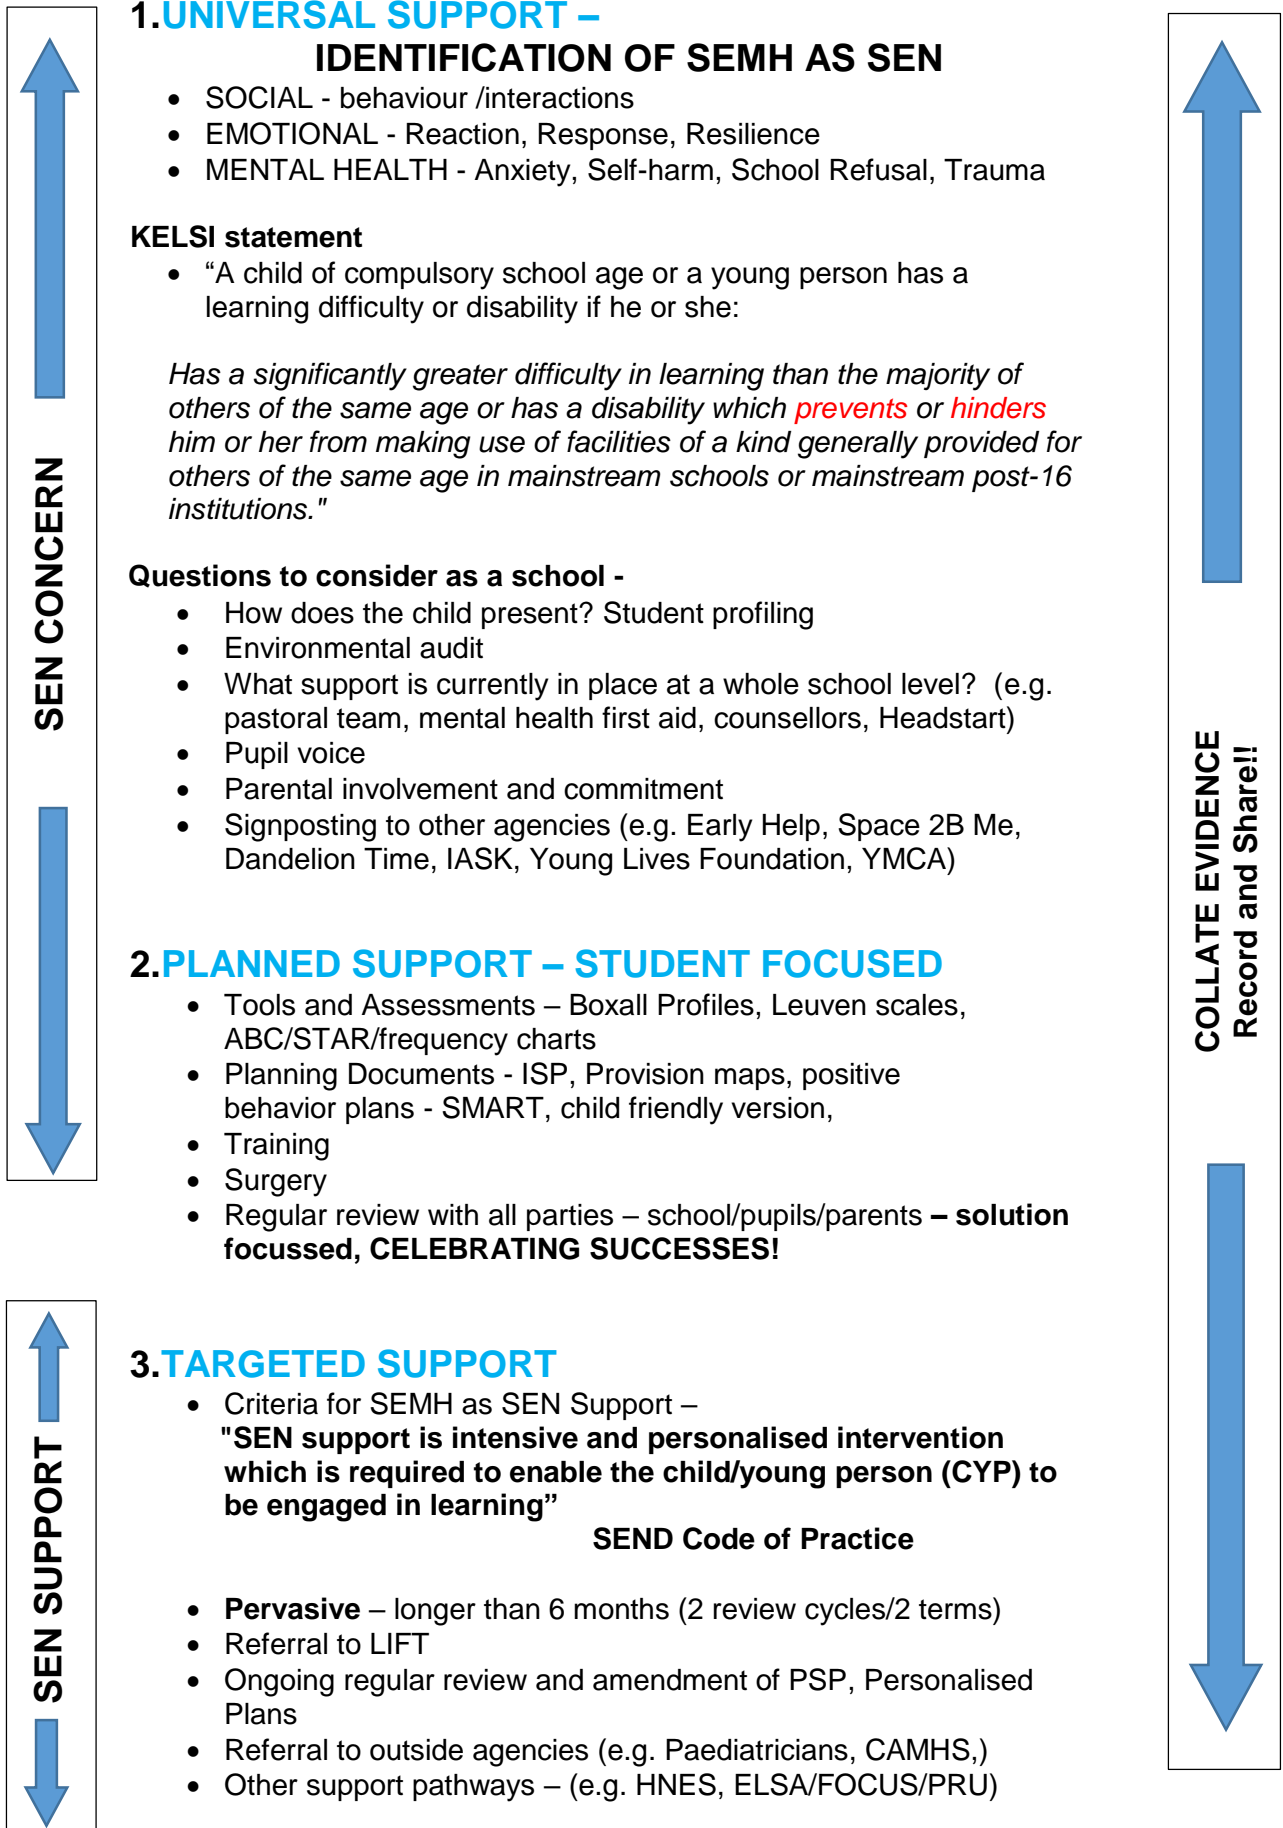 1.UNIVERSAL SUPPORT –
IDENTIFICATION OF SEMH AS SEN
• SOCIAL - behaviour /interactions
• EMOTIONAL - Reaction, Response, Resilience
• MENTAL HEALTH - Anxiety, Self-harm, School Refusal, Trauma
KELSI statement
• “A child of compulsory school age or a young person has a
learning difficulty or disability if he or she:
Has a significantly greater difficulty in learning than the majority of
others of the same age or has a disability which prevents or hinders
him or her from making use of facilities of a kind generally provided for
others of the same age in mainstream schools or mainstream post-16
institutions."
Questions to consider as a school -
• How does the child present? Student profiling
• Environmental audit
• What support is currently in place at a whole school level? (e.g.
pastoral team, mental health first aid, counsellors, Headstart)
• Pupil voice
• Parental involvement and commitment
• Signposting to other agencies (e.g. Early Help, Space 2B Me,
Dandelion Time, IASK, Young Lives Foundation, YMCA)
2.PLANNED SUPPORT – STUDENT FOCUSED
• Tools and Assessments – Boxall Profiles, Leuven scales,
ABC/STAR/frequency charts
• Planning Documents - ISP, Provision maps, positive
behavior plans - SMART, child friendly version,
• Training
• Surgery
• Regular review with all parties – school/pupils/parents – solution
focussed, CELEBRATING SUCCESSES!
3.TARGETED SUPPORT
• Criteria for SEMH as SEN Support –
"SEN support is intensive and personalised intervention
which is required to enable the child/young person (CYP) to
be engaged in learning”
SEND Code of Practice
• Pervasive – longer than 6 months (2 review cycles/2 terms)
• Referral to LIFT
• Ongoing regular review and amendment of PSP, Personalised
Plans
• Referral to outside agencies (e.g. Paediatricians, CAMHS,)
• Other support pathways – (e.g. HNES, ELSA/FOCUS/PRU)
SEN CONCERN
SEN SUPPORT
COLLATE EVIDENCE
Record and Share!!